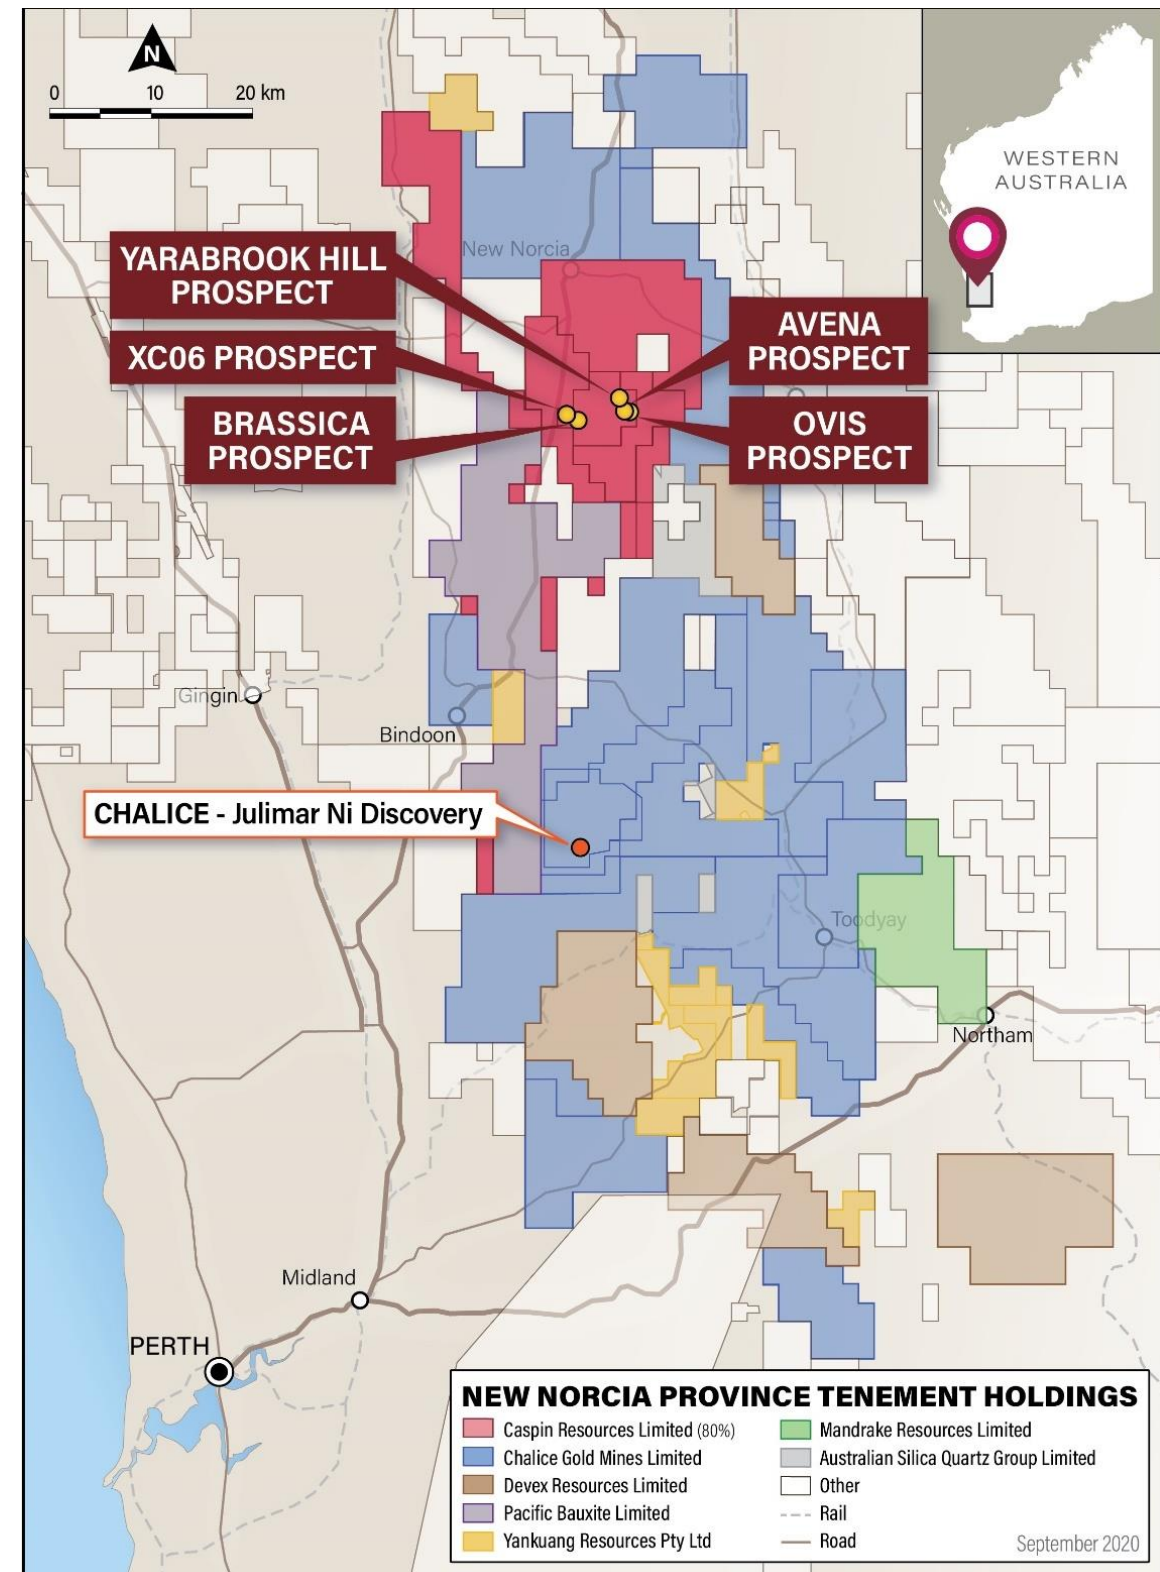 N
0 10 20 km
WESTERN
AUSTRALIA
New Norcia
YARABROOK HILL
PROSPECT
XC06 PROSPECT
BRASSICA
PROSPECT
AVENA
PROSPECT
OVIS
PROSPECT
N
Gingin
Bindoon
CHALICE - Julimar Ni Discovery
Toodyay
Northam
Midland
PERTH
NEW NORCIA PROVINCE TENEMENT HOLDINGS
Caspin Resources Limited (80%)
Chalice Gold Mines Limited
Devex Resources Limited
Pacific Bauxite Limited
Yankuang Resources Pty Ltd
Mandrake Resources Limited
Australian Silica Quartz Group Limited
Other
Rail
Road
September 2020